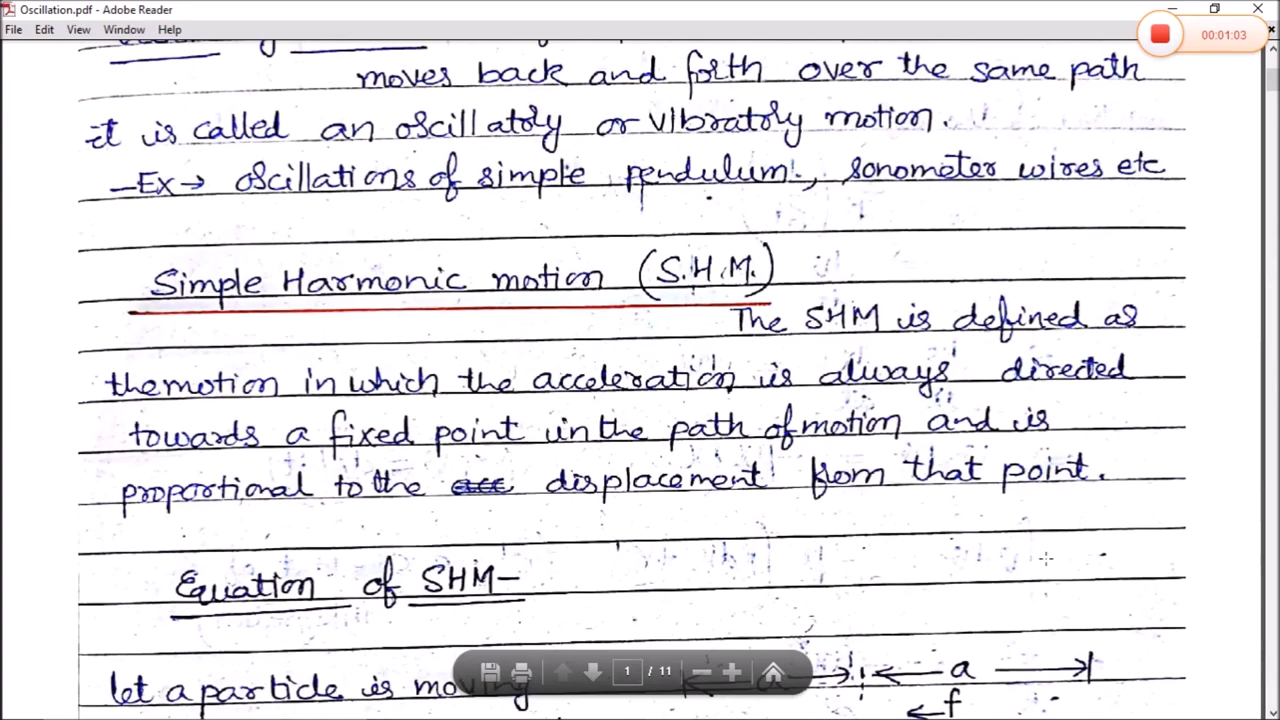 Oscillation.pdf - Adobe Reader
File Edit View Window Help
00:01:03
moves back and forth over the same path
it is called an oscillatory or vibratory motion.
-Ex→ oscillations of simple pendulum, sonometer wires etc
Simple Harmonic motion (S.H.M.)
The SHM is defined as
the motion in which the acceleration is always directed
towards a fixed point in the path of motion and is
proportional to the displacement from that point.
Equation of SHM-
1 / 11
let a particle is moving
a
f